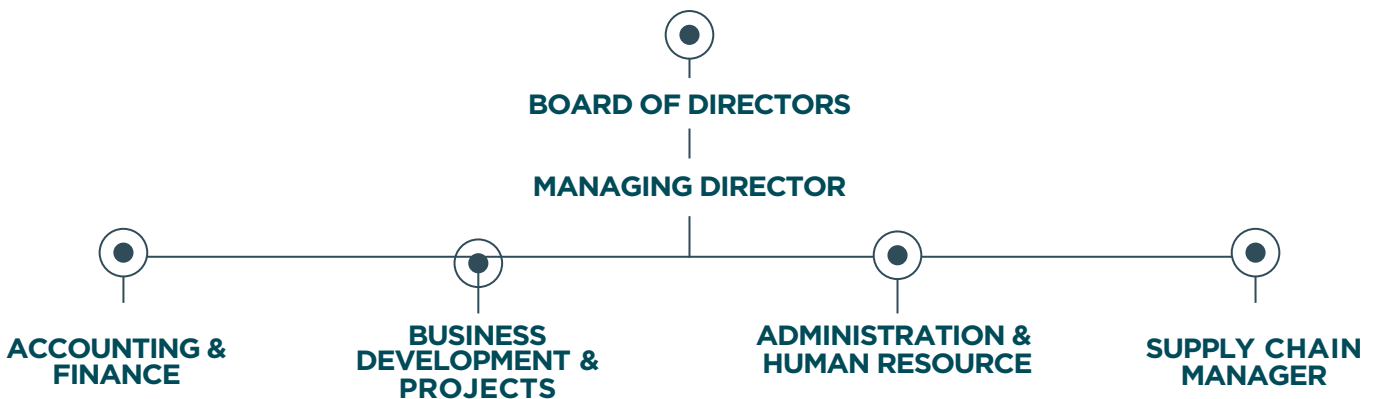 BOARD OF DIRECTORS
MANAGING DIRECTOR
ACCOUNTING &
FINANCE
BUSINESS
DEVELOPMENT &
PROJECTS
ADMINISTRATION &
HUMAN RESOURCE
SUPPLY CHAIN
MANAGER